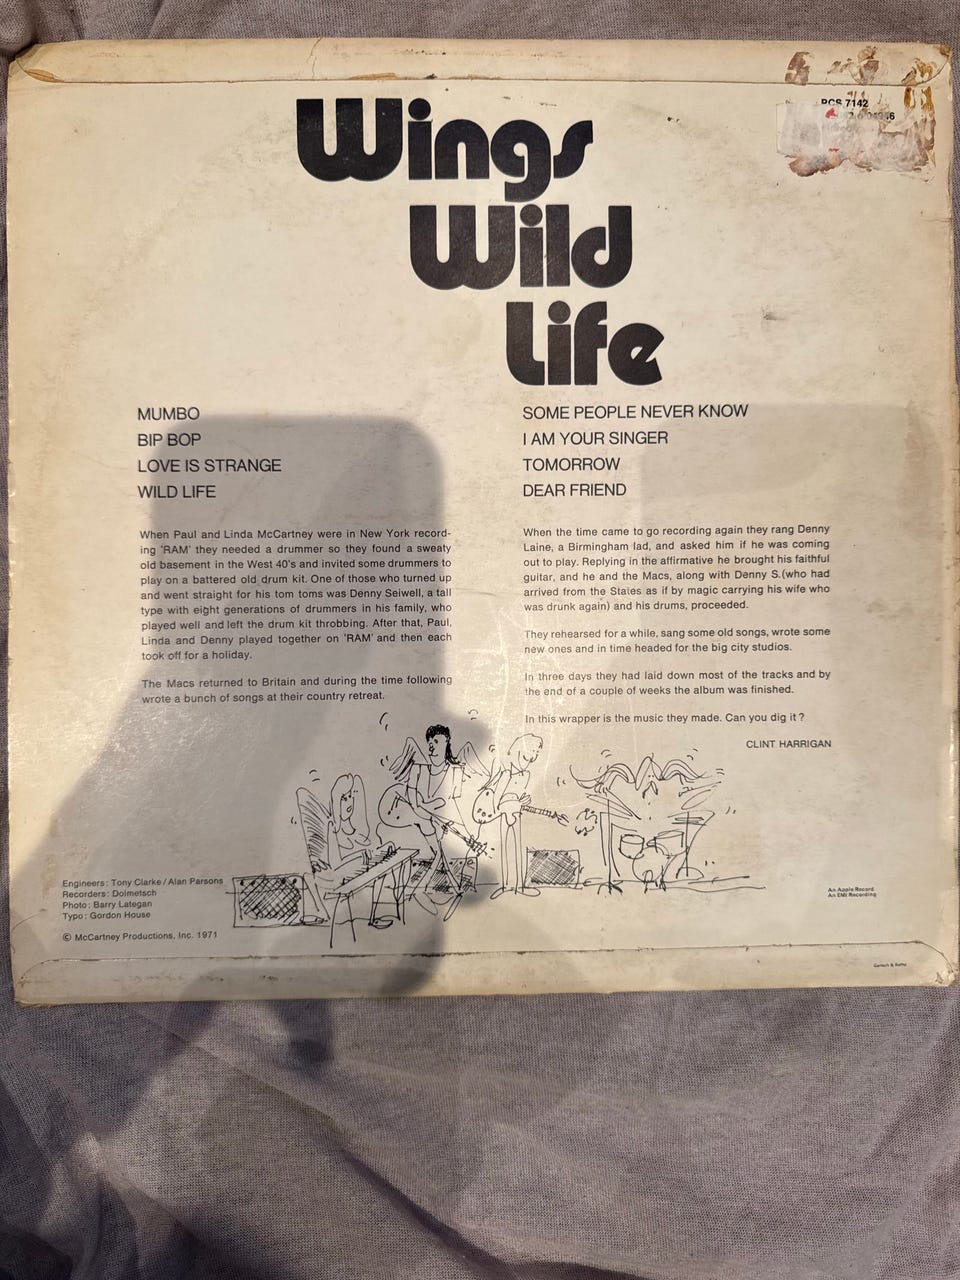 PCS 7142
Wings
Wild
Life
MUMBO
BIP BOP
LOVE IS STRANGE
WILD LIFE
SOME PEOPLE NEVER KNOW
I AM YOUR SINGER
TOMORROW
DEAR FRIEND
When Paul and Linda McCartney were in New York record-
ing 'RAM' they needed a drummer so they found a sweaty
old basement in the West 40's and invited some drummers to
play on a battered old drum kit. One of those who turned up
and went straight for his tom toms was Denny Seiwell, a tall
type with eight generations of drummers in his family, who
played well and left the drum kit throbbing. After that, Paul,
Linda and Denny played together on 'RAM' and then each
took off for a holiday.
The Macs returned to Britain and during the time following
wrote a bunch of songs at their country retreat.
When the time came to go recording again they rang Denny
Laine, a Birmingham lad, and asked him if he was coming
out to play. Replying in the affirmative he brought his faithful
guitar, and he and the Macs, along with Denny S.(who had
arrived from the States as if by magic carrying his wife who
was drunk again) and his drums, proceeded.
They rehearsed for a while, sang some old songs, wrote some
new ones and in time headed for the big city studios.
In three days they had laid down most of the tracks and by
the end of a couple of weeks the album was finished.
In this wrapper is the music they made. Can you dig it?
CLINT HARRIGAN
Engineers: Tony Clarke / Alan Parsons
Recorders: Dolmetsch
Photo: Barry Lategan
Typo: Gordon House
© McCartney Productions, Inc. 1971
An Apple Record
An EMI Recording